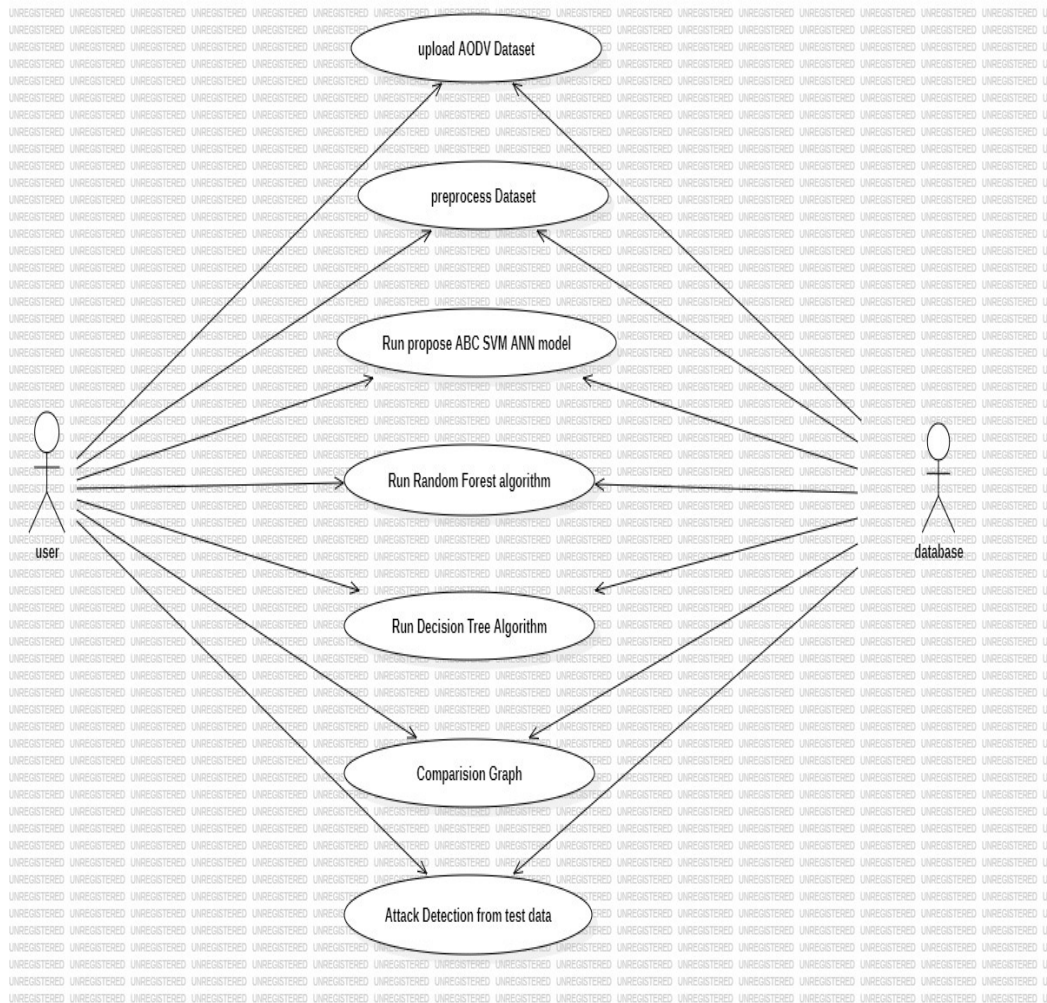 upload AODV Dataset
preprocess Dataset
Run propose ABC SVM ANN model
Run Random Forest algorithm
user
database
Run Decision Tree Algorithm
Comparision Graph
Attack Detection from test data
UNREGISTERED